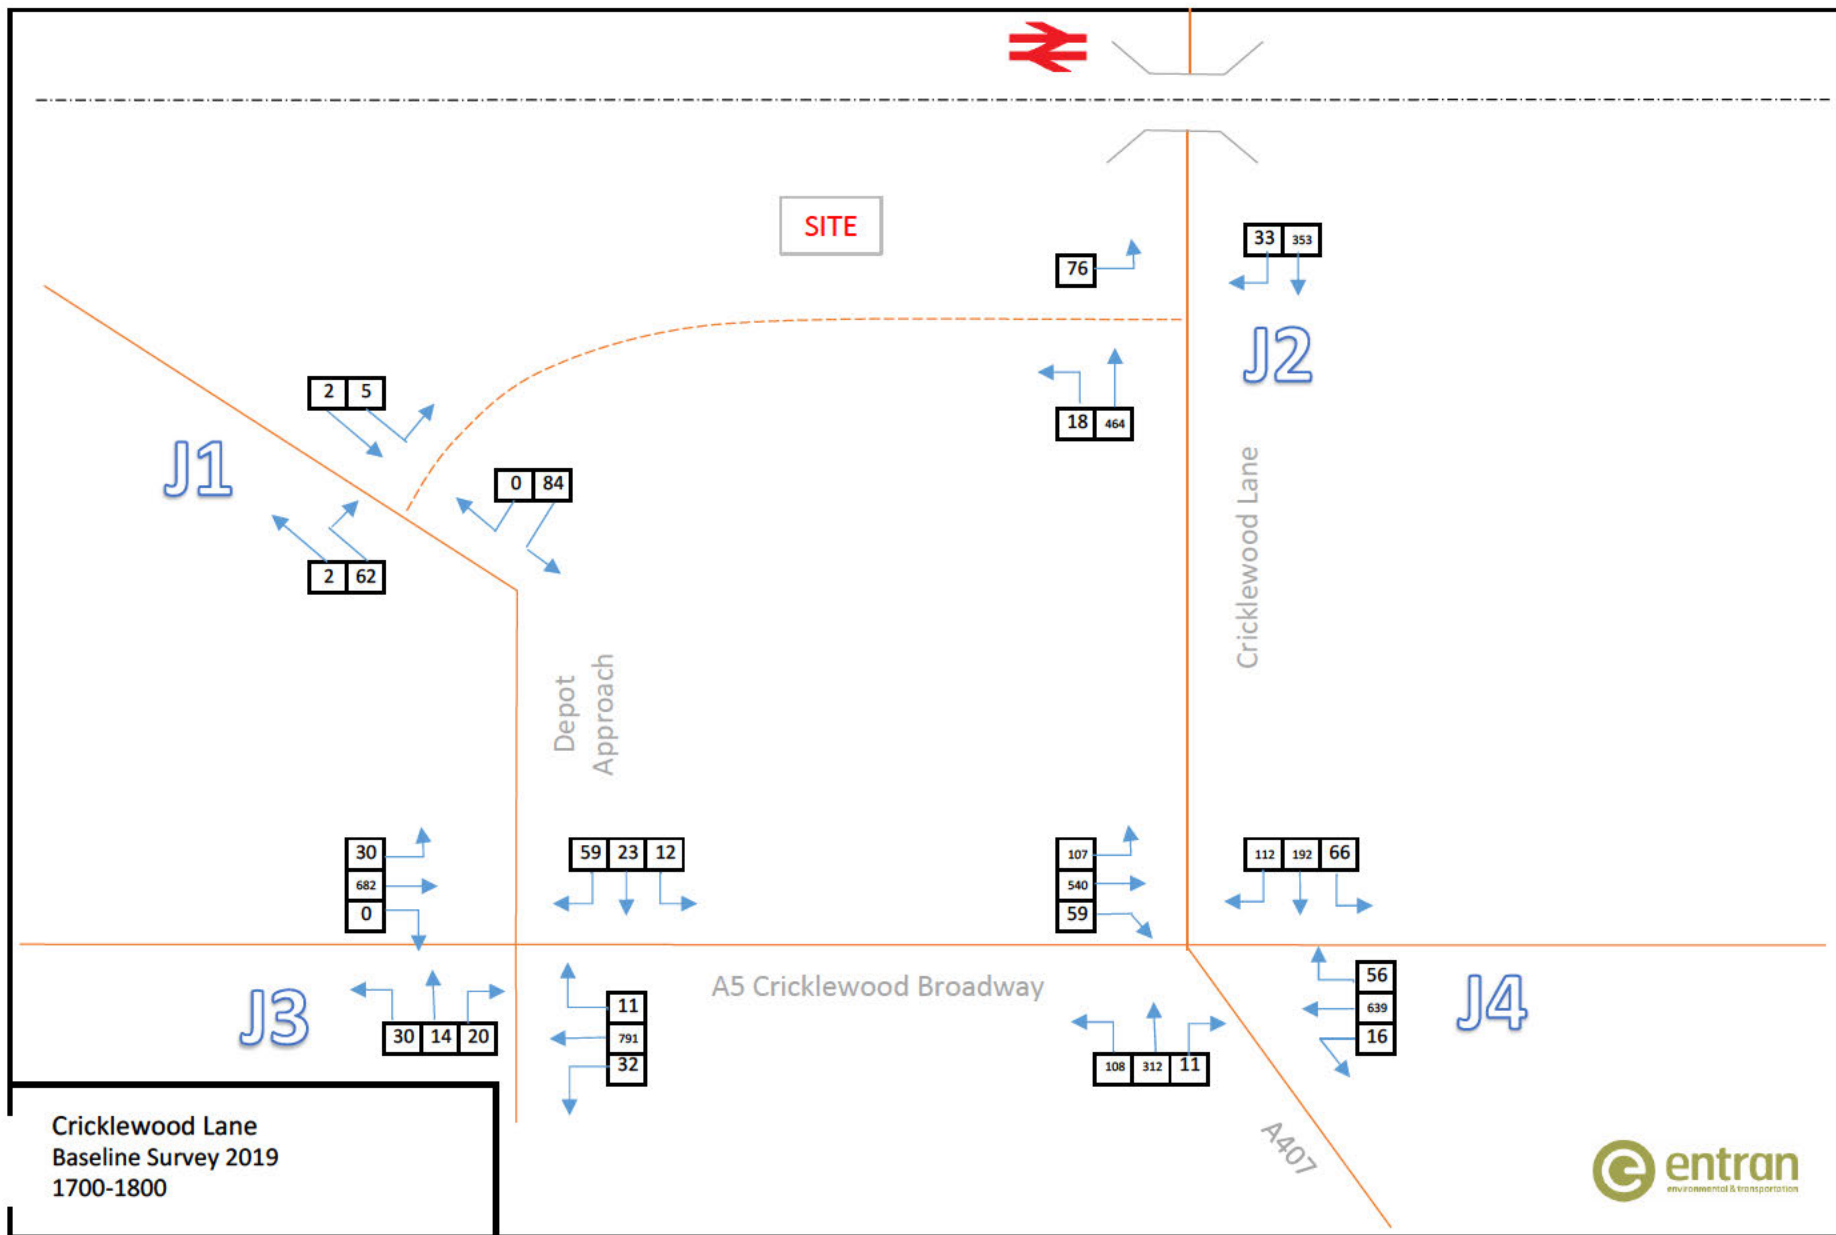 SITE
33 353
76
J2
2 5
18 464
J1
0 84
Cricklewood Lane
2 62
Depot
Approach
30
682
0
59 23 12
107
540
59
112 192 66
J3
30 14 20
11
791
32
A5 Cricklewood Broadway
108 312 11
56
639
16
J4
A407
Cricklewood Lane
Baseline Survey 2019
1700-1800
entran
environmental & transportation